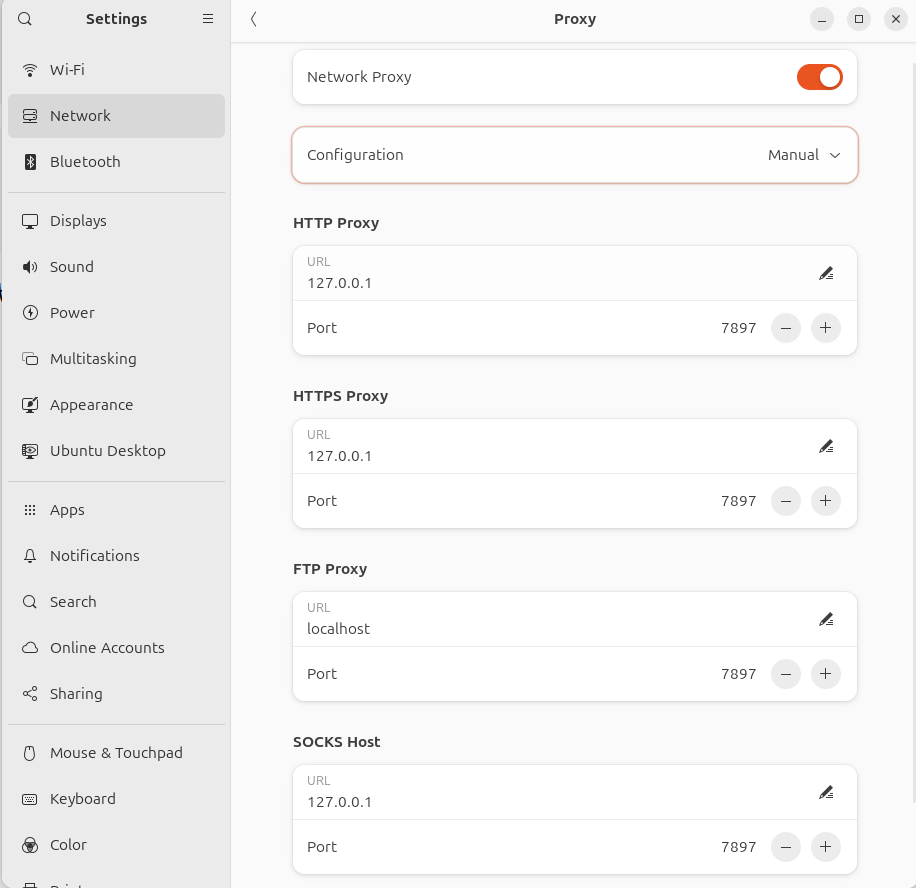 Settings
Wi-Fi
Network
Bluetooth
Displays
Sound
Power
Multitasking
Appearance
Ubuntu Desktop
Apps
Notifications
Search
Online Accounts
Sharing
Mouse & Touchpad
Keyboard
Color
Proxy
Network Proxy
Configuration
Manual
HTTP Proxy
URL
127.0.0.1
Port
7897
HTTPS Proxy
URL
127.0.0.1
Port
7897
FTP Proxy
URL
localhost
Port
7897
SOCKS Host
URL
127.0.0.1
Port
7897